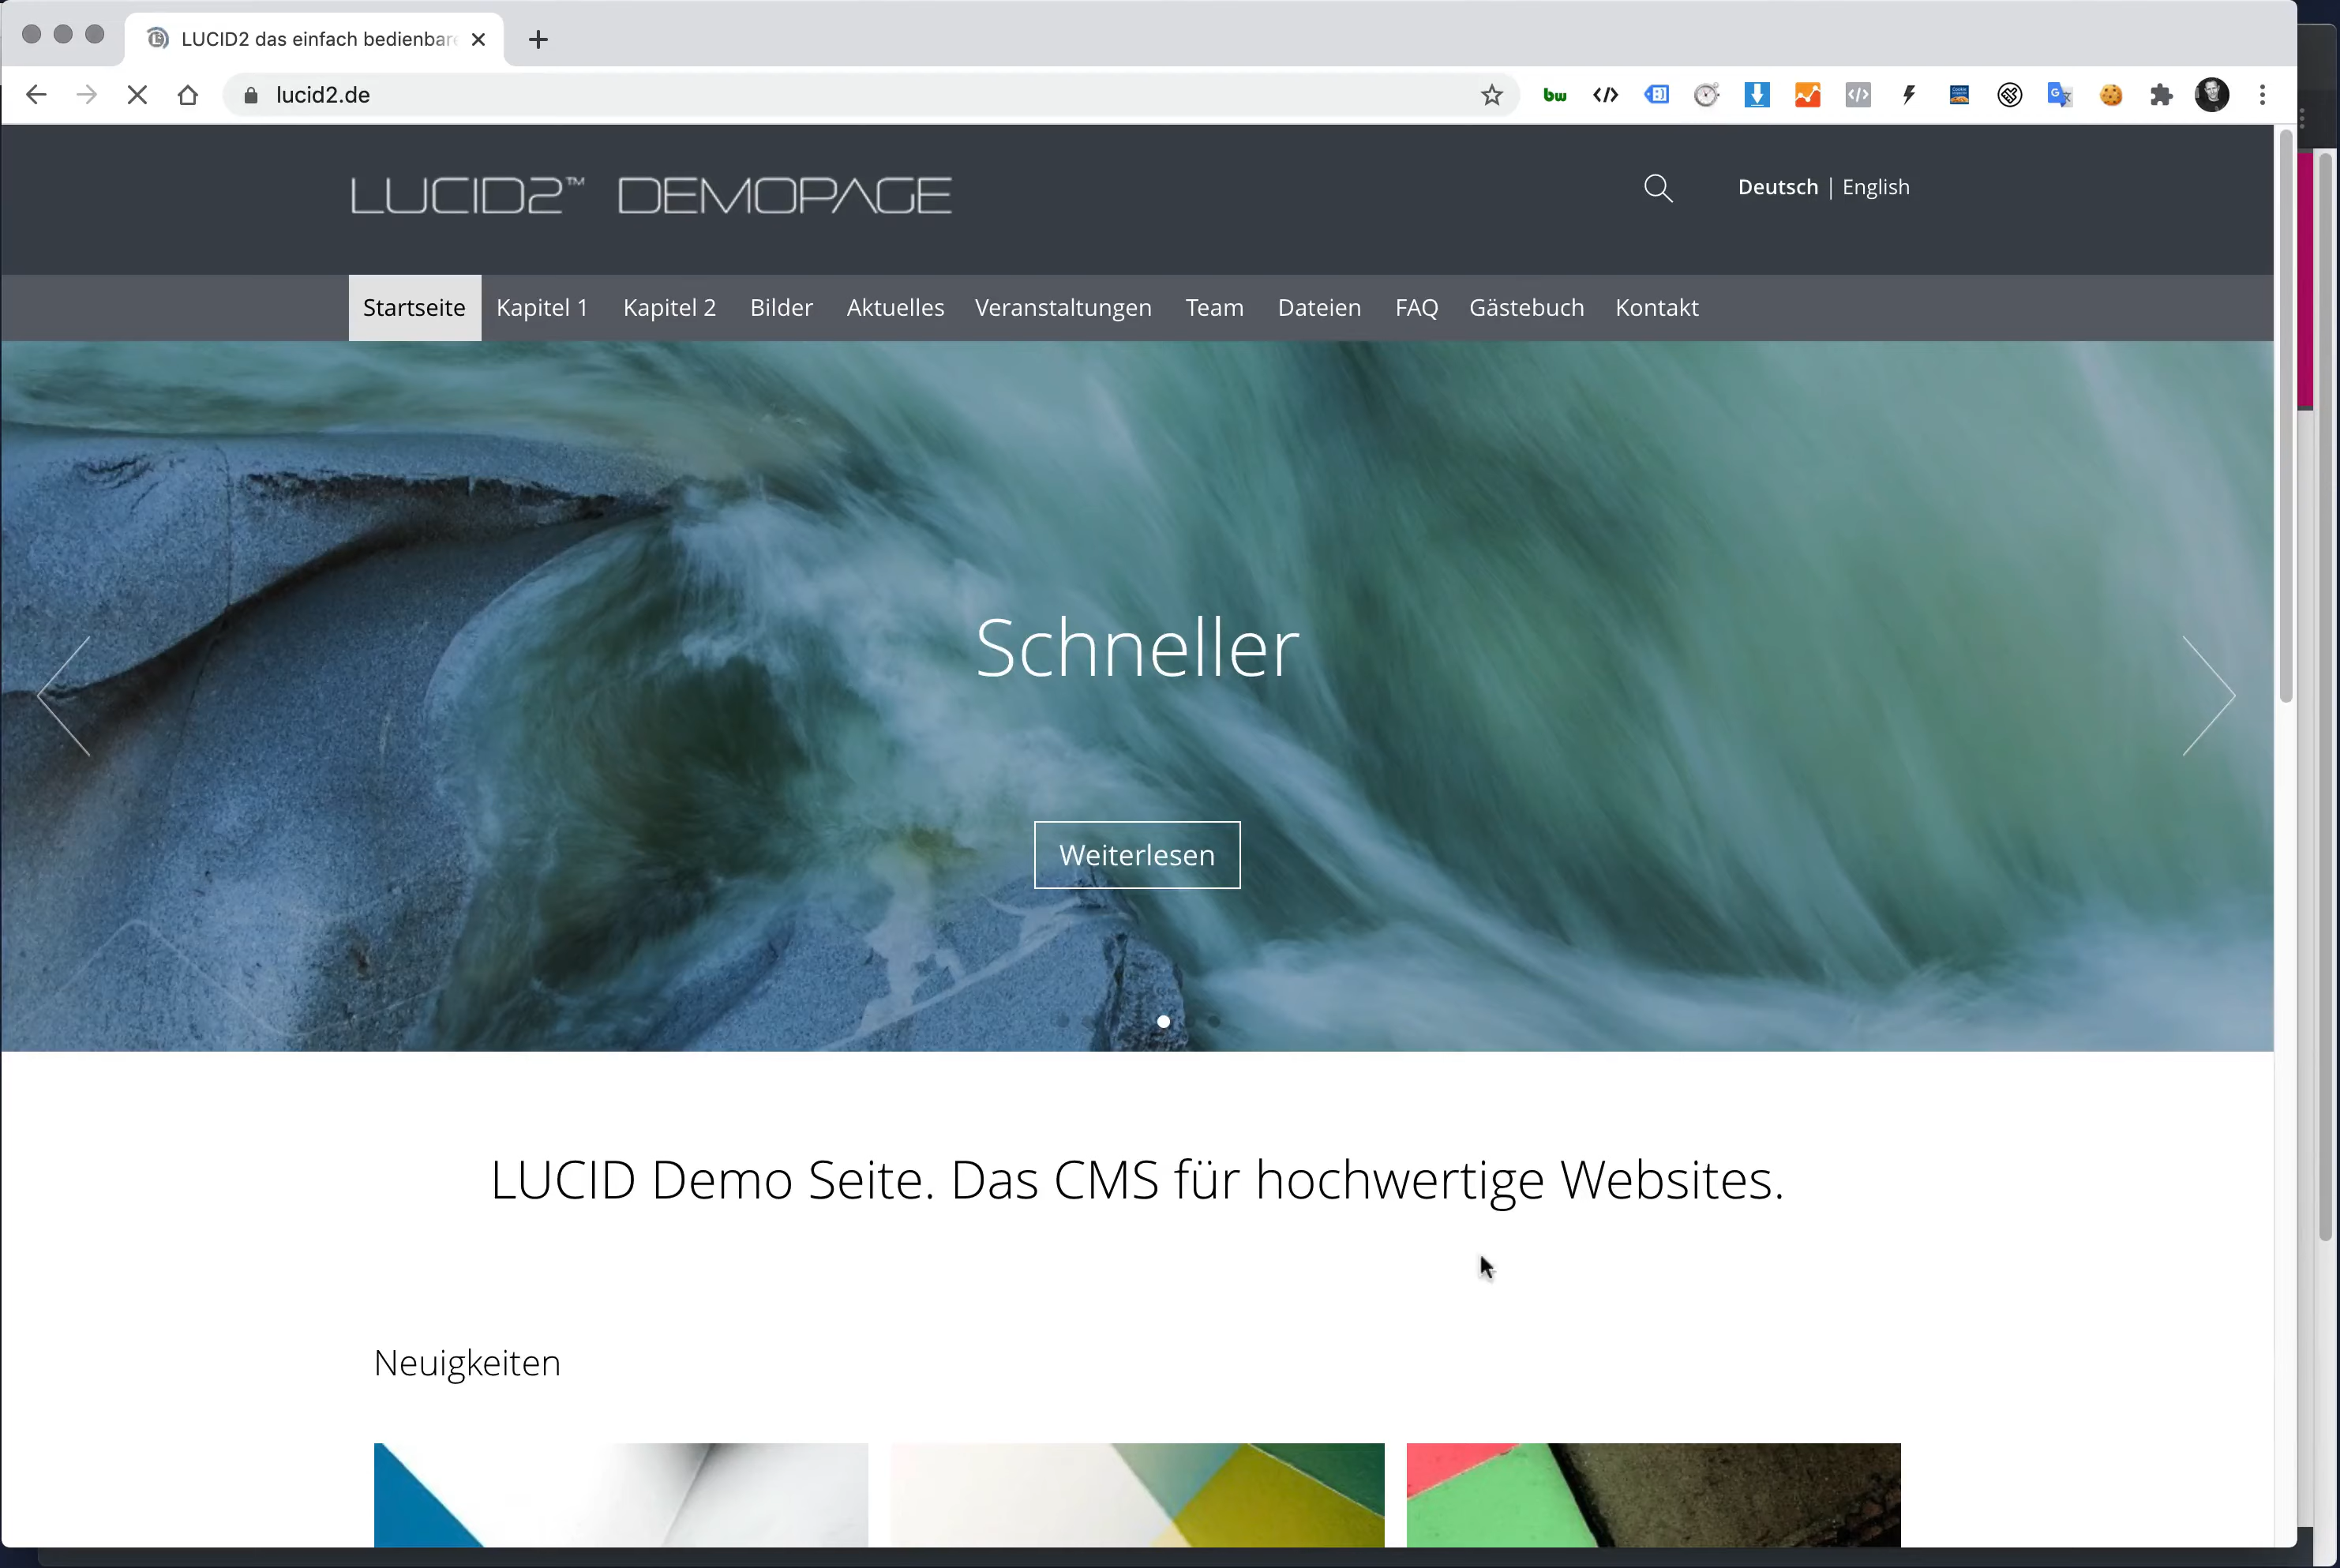 LUCID2 das einfach bedienbar
lucid2.de
LUCID2™ DEMOPAGE
Deutsch | English
Startseite Kapitel 1 Kapitel 2 Bilder Aktuelles Veranstaltungen Team Dateien FAQ Gästebuch Kontakt
Schneller
Weiterlesen
LUCID Demo Seite. Das CMS für hochwertige Websites.
Neuigkeiten